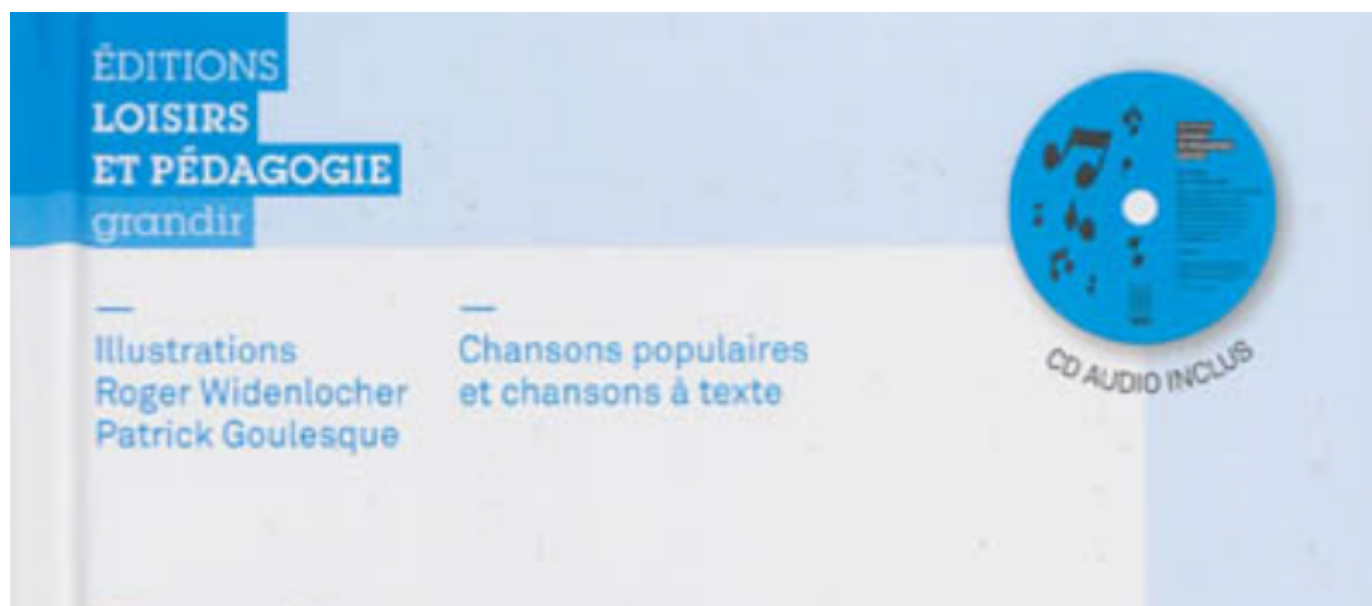 ÉDITIONS
LOISIRS
ET PÉDAGOGIE
grandir
Illustrations
Roger Widenlocher
Patrick Goulesque
Chansons populaires
et chansons à texte
CD AUDIO INCLUS